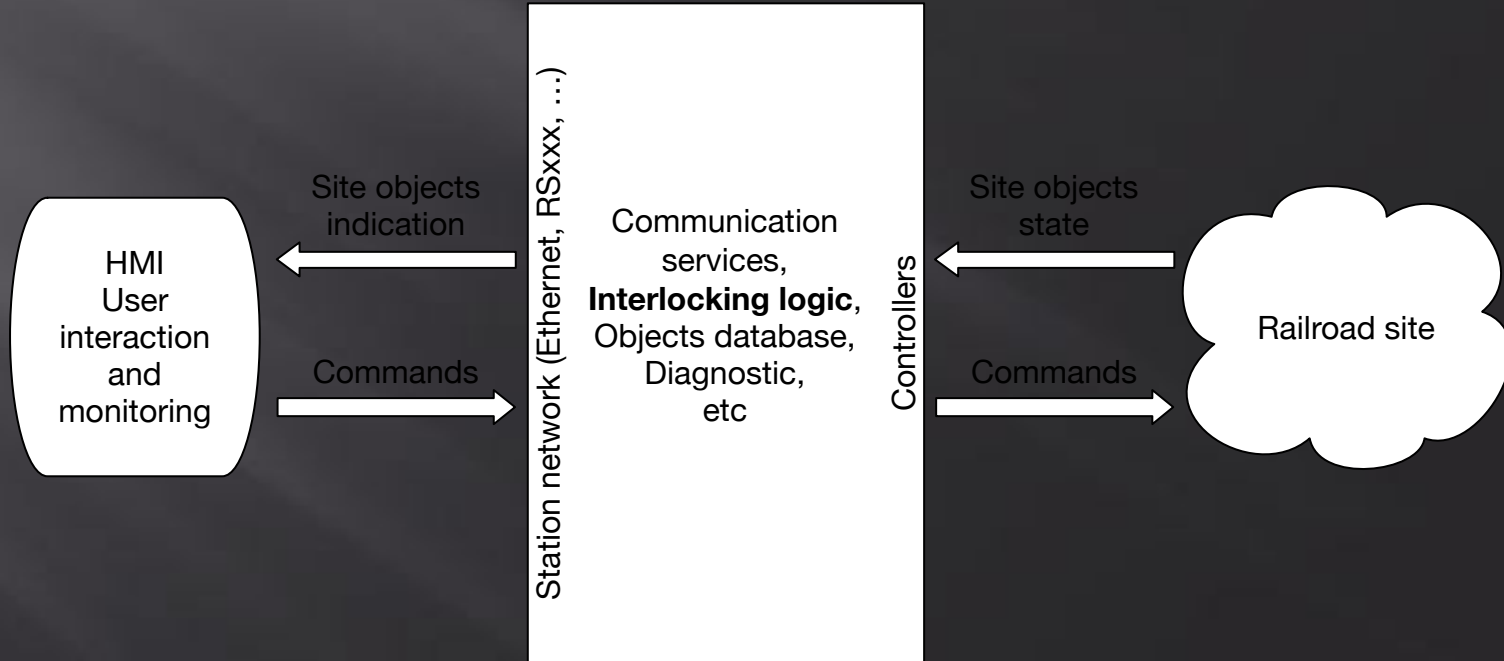 HMI
User
interaction
and
monitoring
Site objects
indication
Commands
Station network (Ethernet, RSxxx, …)
Communication
services,
Interlocking logic,
Objects database,
Diagnostic,
etc
Controllers
Site objects
state
Commands
Railroad site